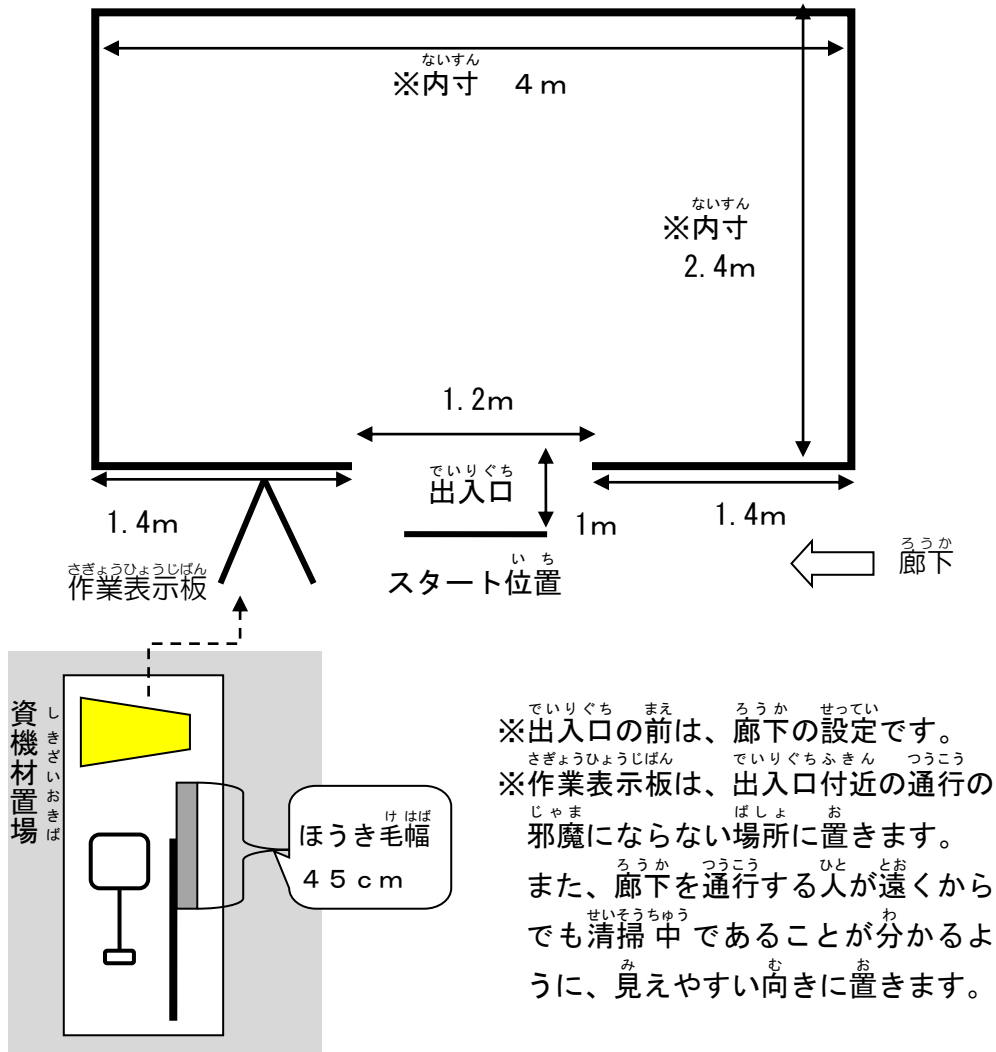 ※内寸　４ｍ
※内寸
2.4ｍ
1.2ｍ
出入口
1.4ｍ
1ｍ
1.4ｍ
スタート位置
廊下
作業表示板
資機材置場
ほうき毛幅
４５ｃｍ
※出入口の前は、廊下の設定です。
※作業表示板は、出入口付近の通行の
邪魔にならない場所に置きます。
また、廊下を通行する人が遠くから
でも清掃中であることが分かるよ
うに、見えやすい向きに置きます。